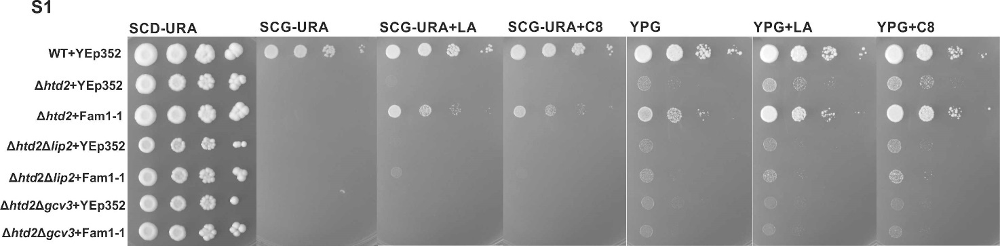 S1
SCD-URA SCG-URA SCG-URA+LA SCG-URA+C8 YPG YPG+LA YPG+C8
WT+YEp352
Δhtd2+YEp352
Δhtd2+Fam1-1
Δhtd2Δlip2+YEp352
Δhtd2Δlip2+Fam1-1
Δhtd2Δgcv3+YEp352
Δhtd2Δgcv3+Fam1-1